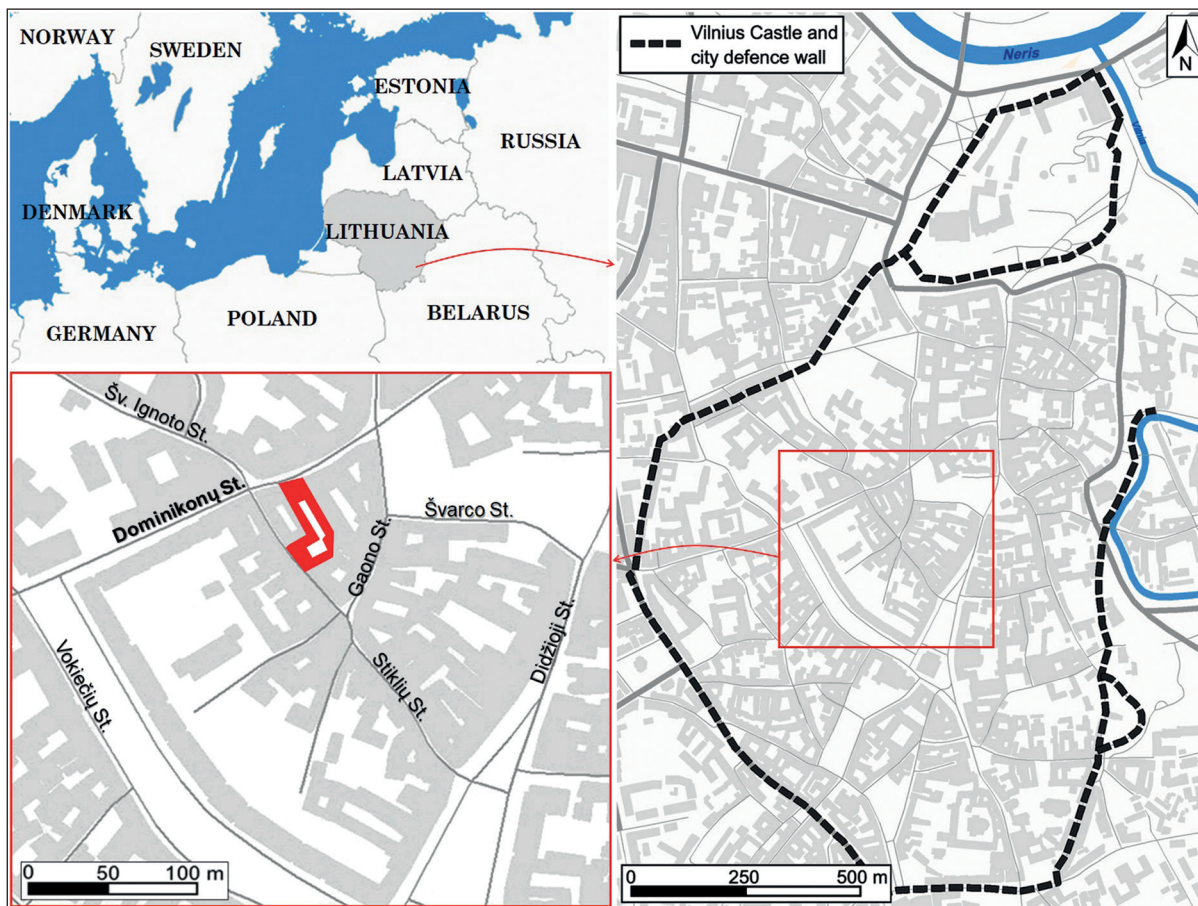 NORWAY
SWEDEN
ESTONIA
RUSSIA
LATVIA
DENMARK
LITHUANIA
GERMANY
POLAND
BELARUS
Vilnius Castle and
city defence wall
Neris
N
Vilnia
0 250 500 m
Šv. Ignoto St.
Dominikonų St.
Švarco St.
Gaono St.
Didžioji St.
Vokiečių St.
Stiklių St.
0 50 100 m